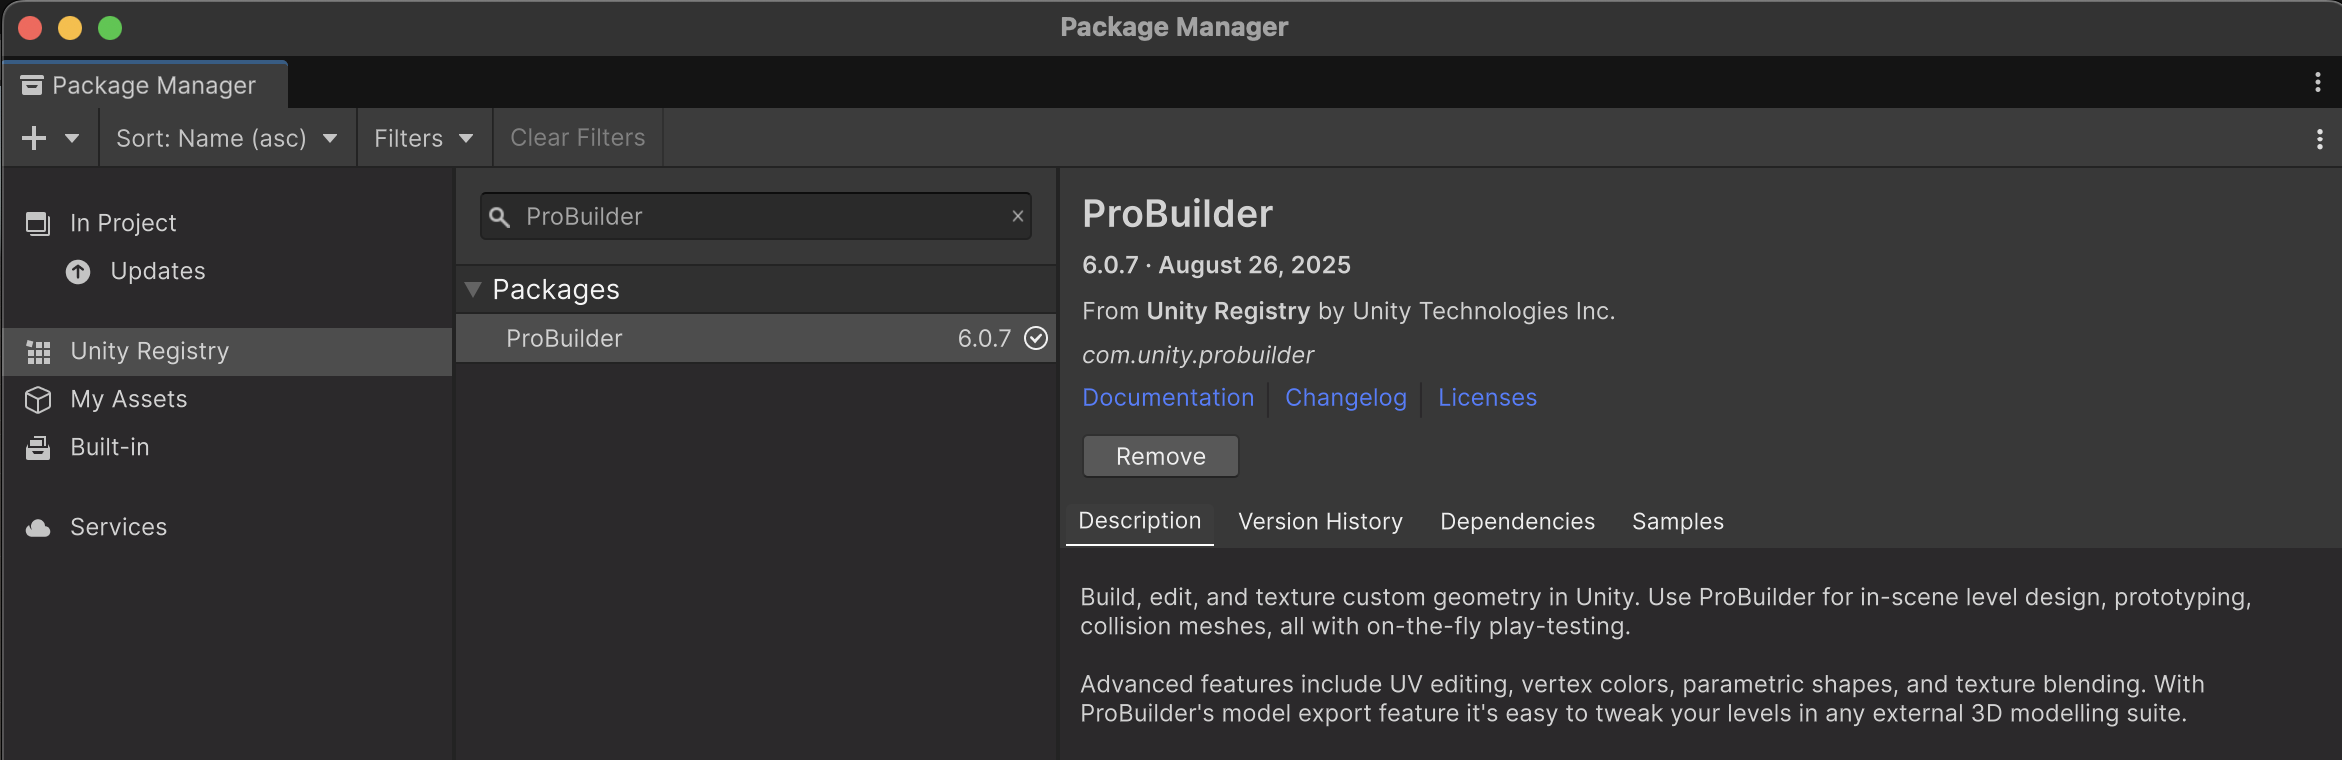 Package Manager
Package Manager
Sort: Name (asc)
Filters
Clear Filters
In Project
Updates
Unity Registry
My Assets
Built-in
Services
ProBuilder
Packages
ProBuilder 6.0.7
ProBuilder
6.0.7 · August 26, 2025
From Unity Registry by Unity Technologies Inc.
com.unity.probuilder
Documentation Changelog Licenses
Remove
Description Version History Dependencies Samples
Build, edit, and texture custom geometry in Unity. Use ProBuilder for in-scene level design, prototyping,
collision meshes, all with on-the-fly play-testing.
Advanced features include UV editing, vertex colors, parametric shapes, and texture blending. With
ProBuilder's model export feature it's easy to tweak your levels in any external 3D modelling suite.